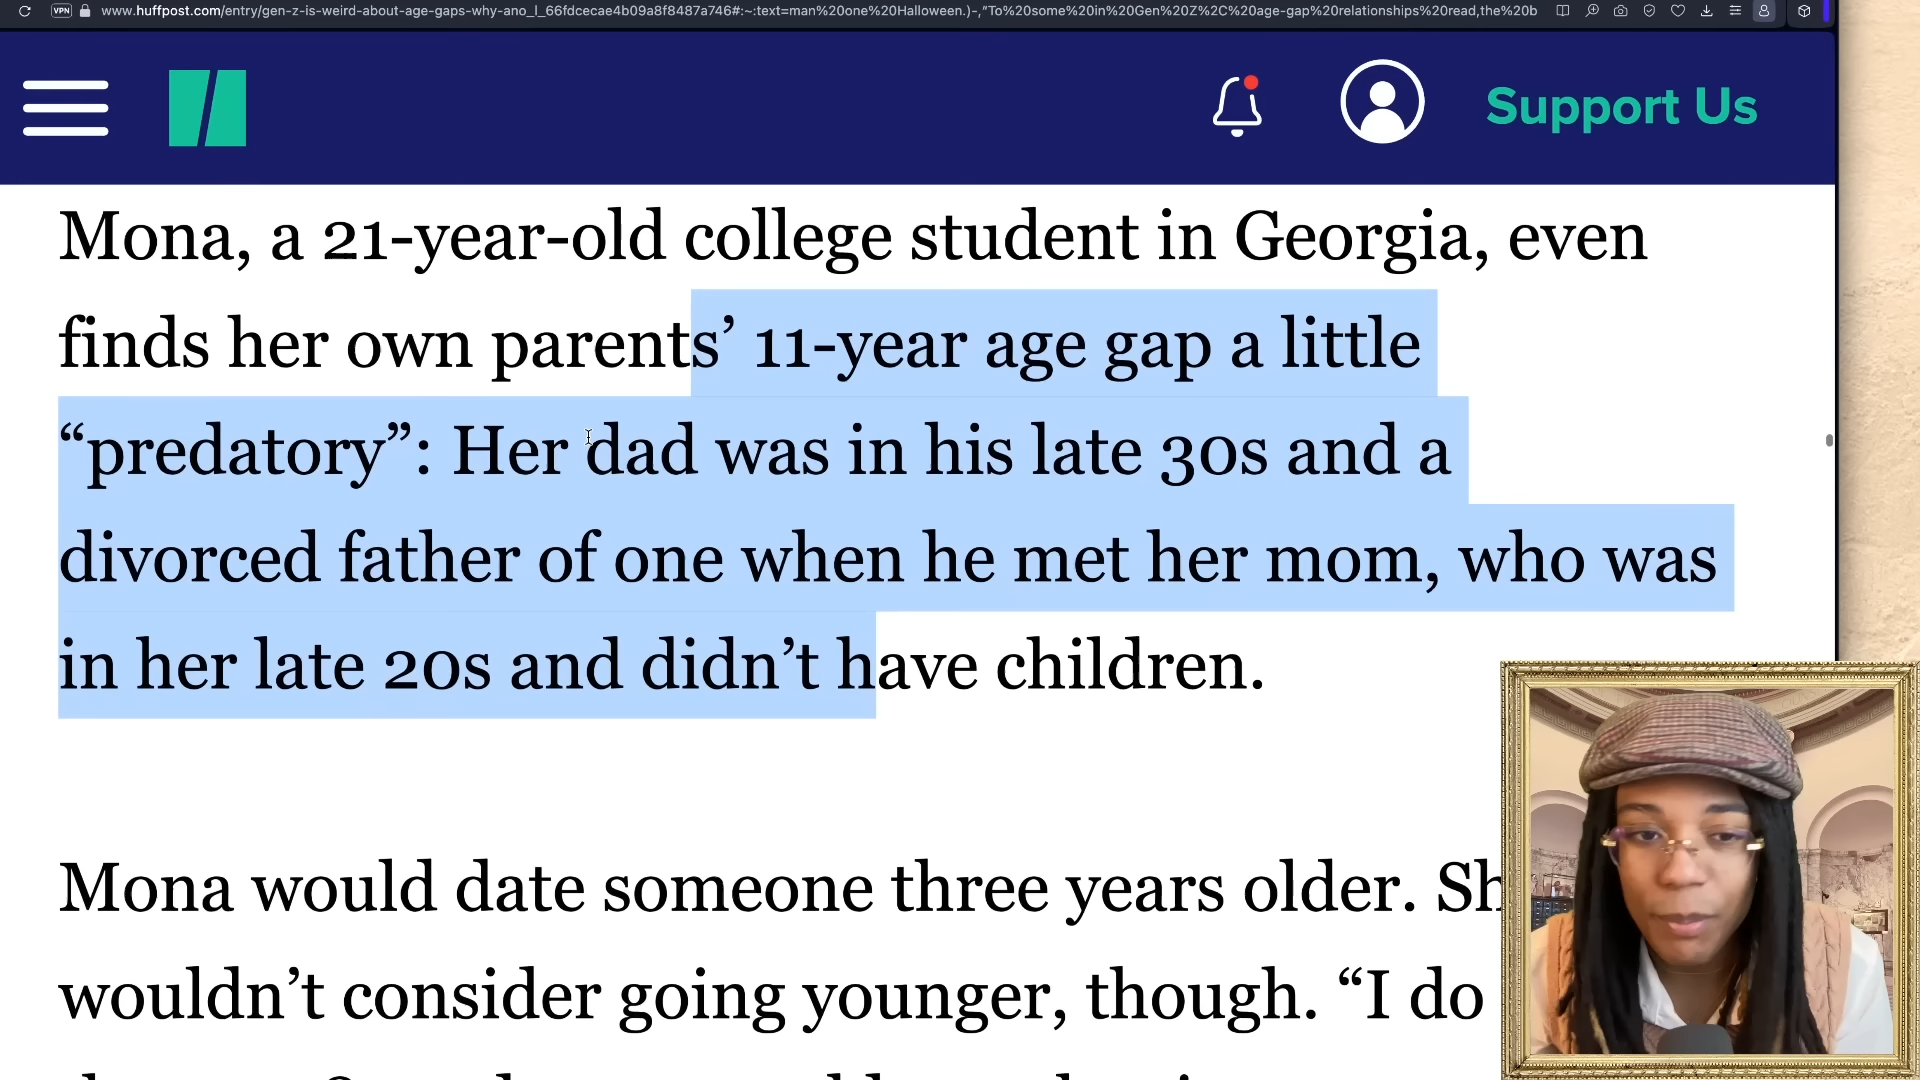 VPN
www.huffpost.com/entry/gen-z-is-weird-about-age-gaps-why-ano_l_66fdcecae4b09a8f8487a746#:~:text=man%20one%20Halloween.)-,"To%20some%20in%20Gen%20Z%2C%20age-gap%20relationships%20read,the%20b
Support Us
Mona, a 21-year-old college student in Georgia, even
finds her own parents’ 11-year age gap a little
“predatory”: Her dad was in his late 30s and a
divorced father of one when he met her mom, who was
in her late 20s and didn’t have children.
Mona would date someone three years older. Sh
wouldn’t consider going younger, though. “I do